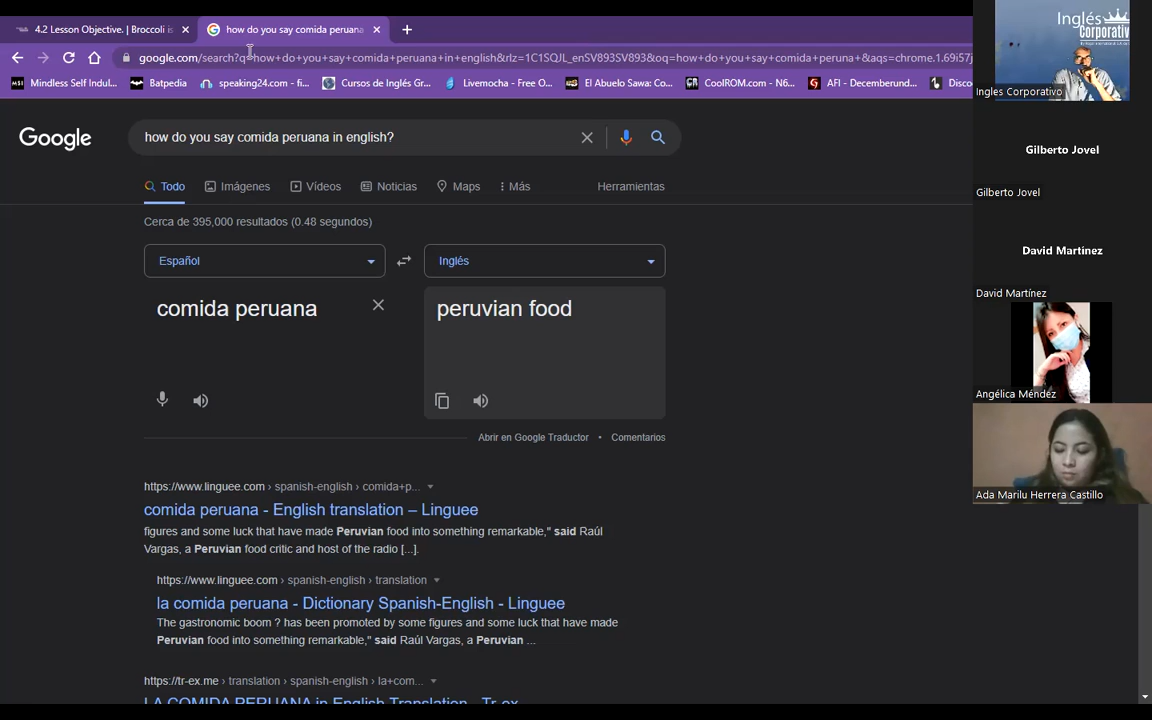 4.2 Lesson Objective. | Broccoli is
how do you say comida peruana
google.com/search?q=how+do+you+say+comida+peruana+in+english&rlz=1C1SQJL_enSV893SV893&oq=how+do+you+say+comida+peruna+&aqs=chrome.1.69i57j
Mindless Self Indul...
Batpedia
speaking24.com - fi...
Cursos de Inglés Gr...
Livemocha - Free O...
El Abuelo Sawa: Co...
CoolROM.com - N6...
AFI - Decemberund...
Disco
Google
how do you say comida peruana in english?
Todo
Imágenes
Vídeos
Noticias
Maps
Más
Herramientas
Cerca de 395,000 resultados (0.48 segundos)
Español
Inglés
comida peruana
peruvian food
Abrir en Google Traductor • Comentarios
https://www.linguee.com › spanish-english › comida+p...
comida peruana - English translation – Linguee
figures and some luck that have made Peruvian food into something remarkable," said Raúl
Vargas, a Peruvian food critic and host of the radio [...].
https://www.linguee.com › spanish-english › translation
la comida peruana - Dictionary Spanish-English - Linguee
The gastronomic boom ? has been promoted by some figures and some luck that have made
Peruvian food into something remarkable," said Raúl Vargas, a Peruvian ...
https://tr-ex.me › translation › spanish-english › la+com...
LA COMIDA PERUANA in English Translation - Tr-ex
Inglés
Corporativo
Ingles Corporativo
Gilberto Jovel
Gilberto Jovel
David Martínez
David Martínez
Angélica Méndez
Ada Marilu Herrera Castillo